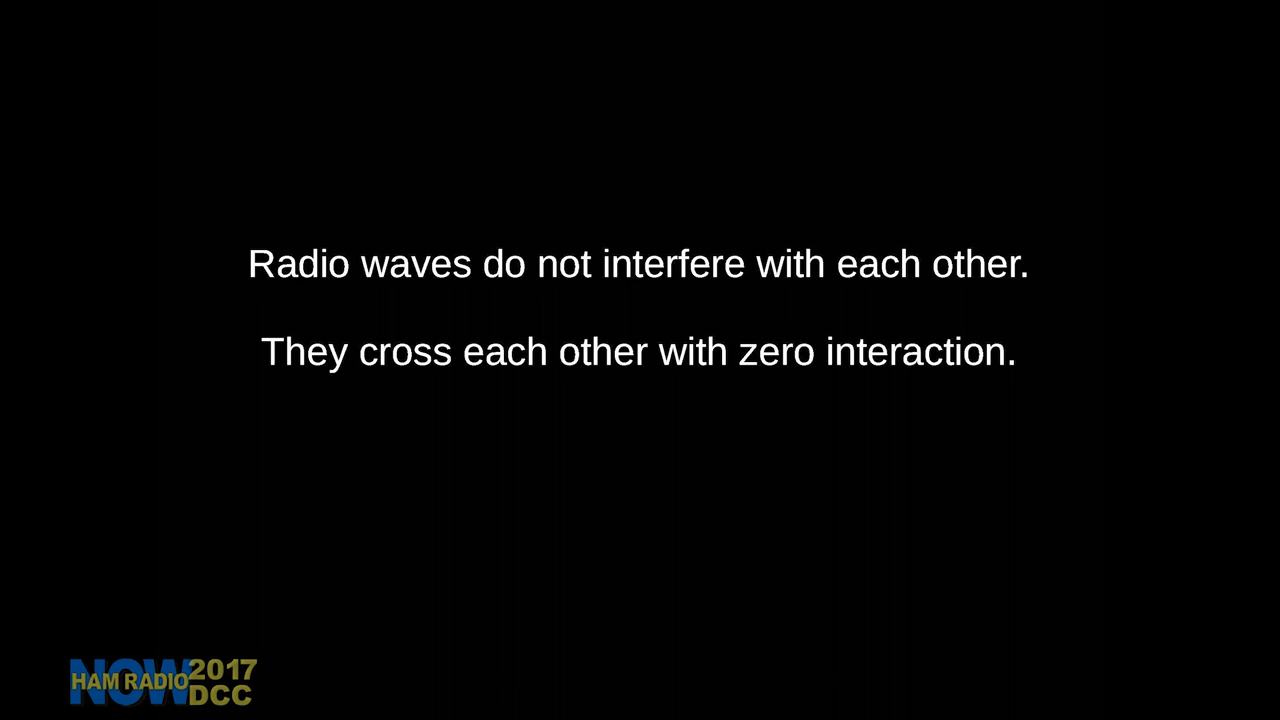 Radio waves do not interfere with each other.
They cross each other with zero interaction.
NOW
HAM RADIO
2017
DCC